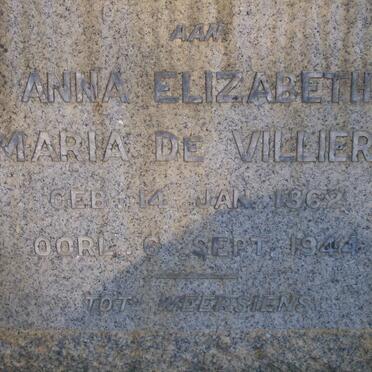 AAN
ANNA ELIZABETH
MARIA DE VILLIER
GEB. 14 JAN. 1862
OORL. 6 SEPT. 1944
TOT WEERSIENS